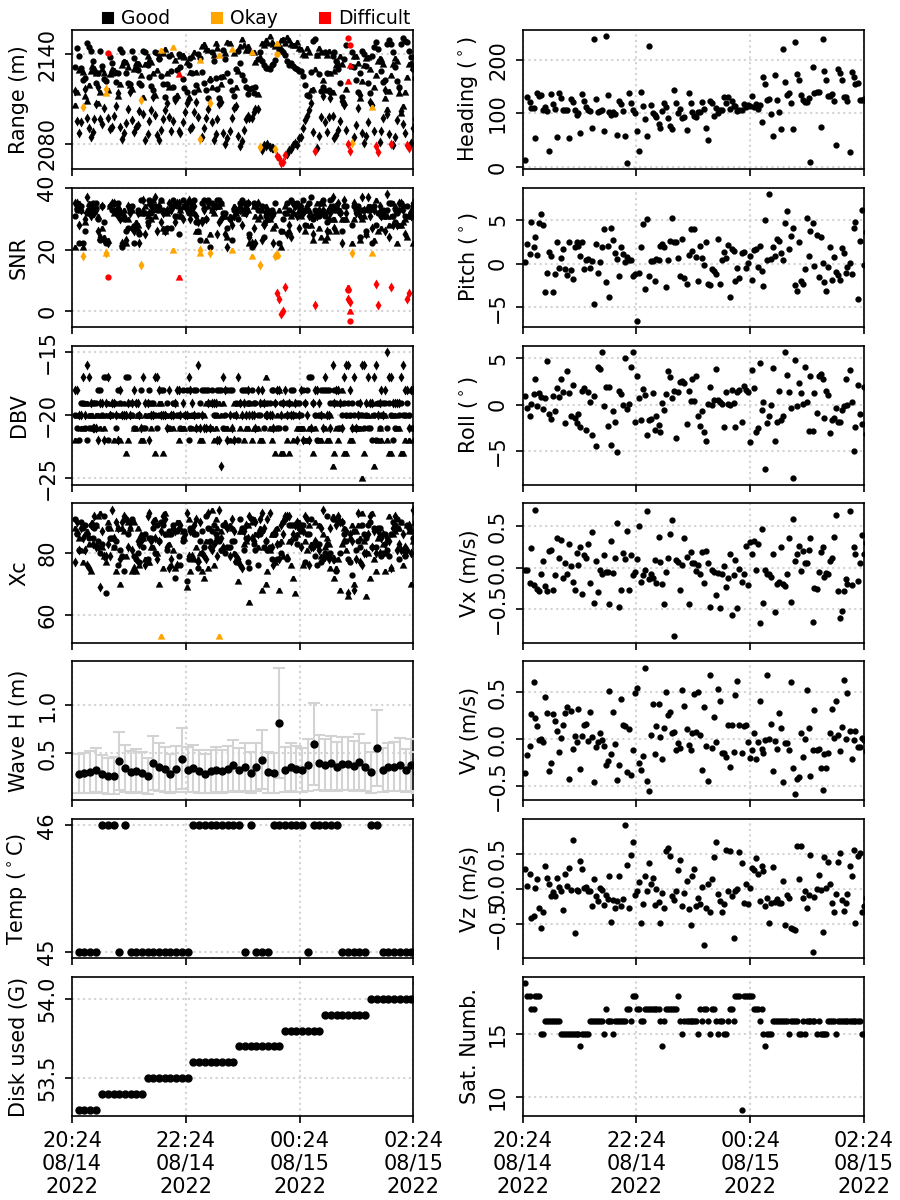 Good Okay Difficult
Range (m)
2140
2080
Heading (°)
200
100
0
SNR
40
20
0
Pitch (°)
5
0
−5
DBV
−15
−20
−25
Roll (°)
5
0
−5
Xc
80
60
Vx (m/s)
0.5
0.0
−0.5
Wave H (m)
1.0
0.5
Vy (m/s)
0.5
0.0
−0.5
Temp (°C)
46
45
Vz (m/s)
0.5
0.0
−0.5
Disk used (G)
54.0
53.5
Sat. Numb.
15
10
20:24 22:24 00:24 02:24
08/14 08/14 08/15 08/15
2022 2022 2022 2022
20:24 22:24 00:24 02:24
08/14 08/14 08/15 08/15
2022 2022 2022 2022